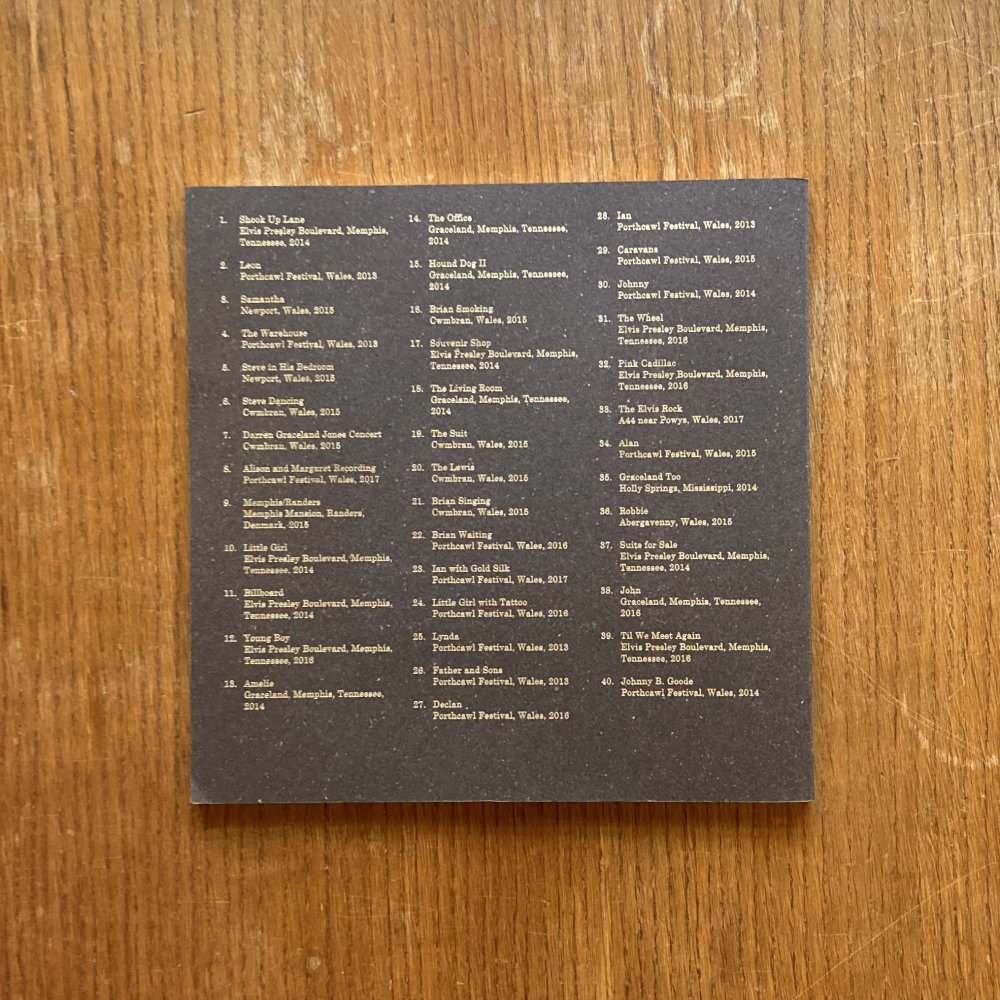 1. Shook Up Lane
Elvis Presley Boulevard, Memphis,
Tennessee, 2014
2. Leon
Porthcawl Festival, Wales, 2013
3. Samantha
Newport, Wales, 2015
4. The Warehouse
Porthcawl Festival, Wales, 2013
5. Steve in His Bedroom
Newport, Wales, 2015
6. Steve Dancing
Cwmbran, Wales, 2015
7. Darren Graceland Jones Concert
Cwmbran, Wales, 2015
8. Alison and Margaret Recording
Porthcawl Festival, Wales, 2017
9. Memphis/Randers
Memphis Mansion, Randers,
Denmark, 2015
10. Little Girl
Elvis Presley Boulevard, Memphis,
Tennessee, 2014
11. Billboard
Elvis Presley Boulevard, Memphis,
Tennessee, 2014
12. Young Boy
Elvis Presley Boulevard, Memphis,
Tennessee, 2016
13. Amelie
Graceland, Memphis, Tennessee,
2014
14. The Office
Graceland, Memphis, Tennessee,
2014
15. Hound Dog II
Graceland, Memphis, Tennessee,
2014
16. Brian Smoking
Cwmbran, Wales, 2015
17. Souvenir Shop
Elvis Presley Boulevard, Memphis,
Tennessee, 2014
18. The Living Room
Graceland, Memphis, Tennessee,
2014
19. The Suit
Cwmbran, Wales, 2015
20. The Lewis
Cwmbran, Wales, 2015
21. Brian Singing
Cwmbran, Wales, 2015
22. Brian Waiting
Porthcawl Festival, Wales, 2016
23. Ian with Gold Silk
Porthcawl Festival, Wales, 2017
24. Little Girl with Tattoo
Porthcawl Festival, Wales, 2016
25. Lynda
Porthcawl Festival, Wales, 2013
26. Father and Sons
Porthcawl Festival, Wales, 2013
27. Declan
Porthcawl Festival, Wales, 2016
28. Ian
Porthcawl Festival, Wales, 2013
29. Caravans
Porthcawl Festival, Wales, 2015
30. Johnny
Porthcawl Festival, Wales, 2014
31. The Wheel
Elvis Presley Boulevard, Memphis,
Tennessee, 2016
32. Pink Cadillac
Elvis Presley Boulevard, Memphis,
Tennessee, 2016
33. The Elvis Rock
A44 near Powys, Wales, 2017
34. Alan
Porthcawl Festival, Wales, 2015
35. Graceland Too
Holly Springs, Mississippi, 2014
36. Robbie
Abergavenny, Wales, 2015
37. Suits for Sale
Elvis Presley Boulevard, Memphis,
Tennessee, 2014
38. John
Graceland, Memphis, Tennessee,
2016
39. Til We Meet Again
Elvis Presley Boulevard, Memphis,
Tennessee, 2016
40. Johnny B. Goode
Porthcawl Festival, Wales, 2014